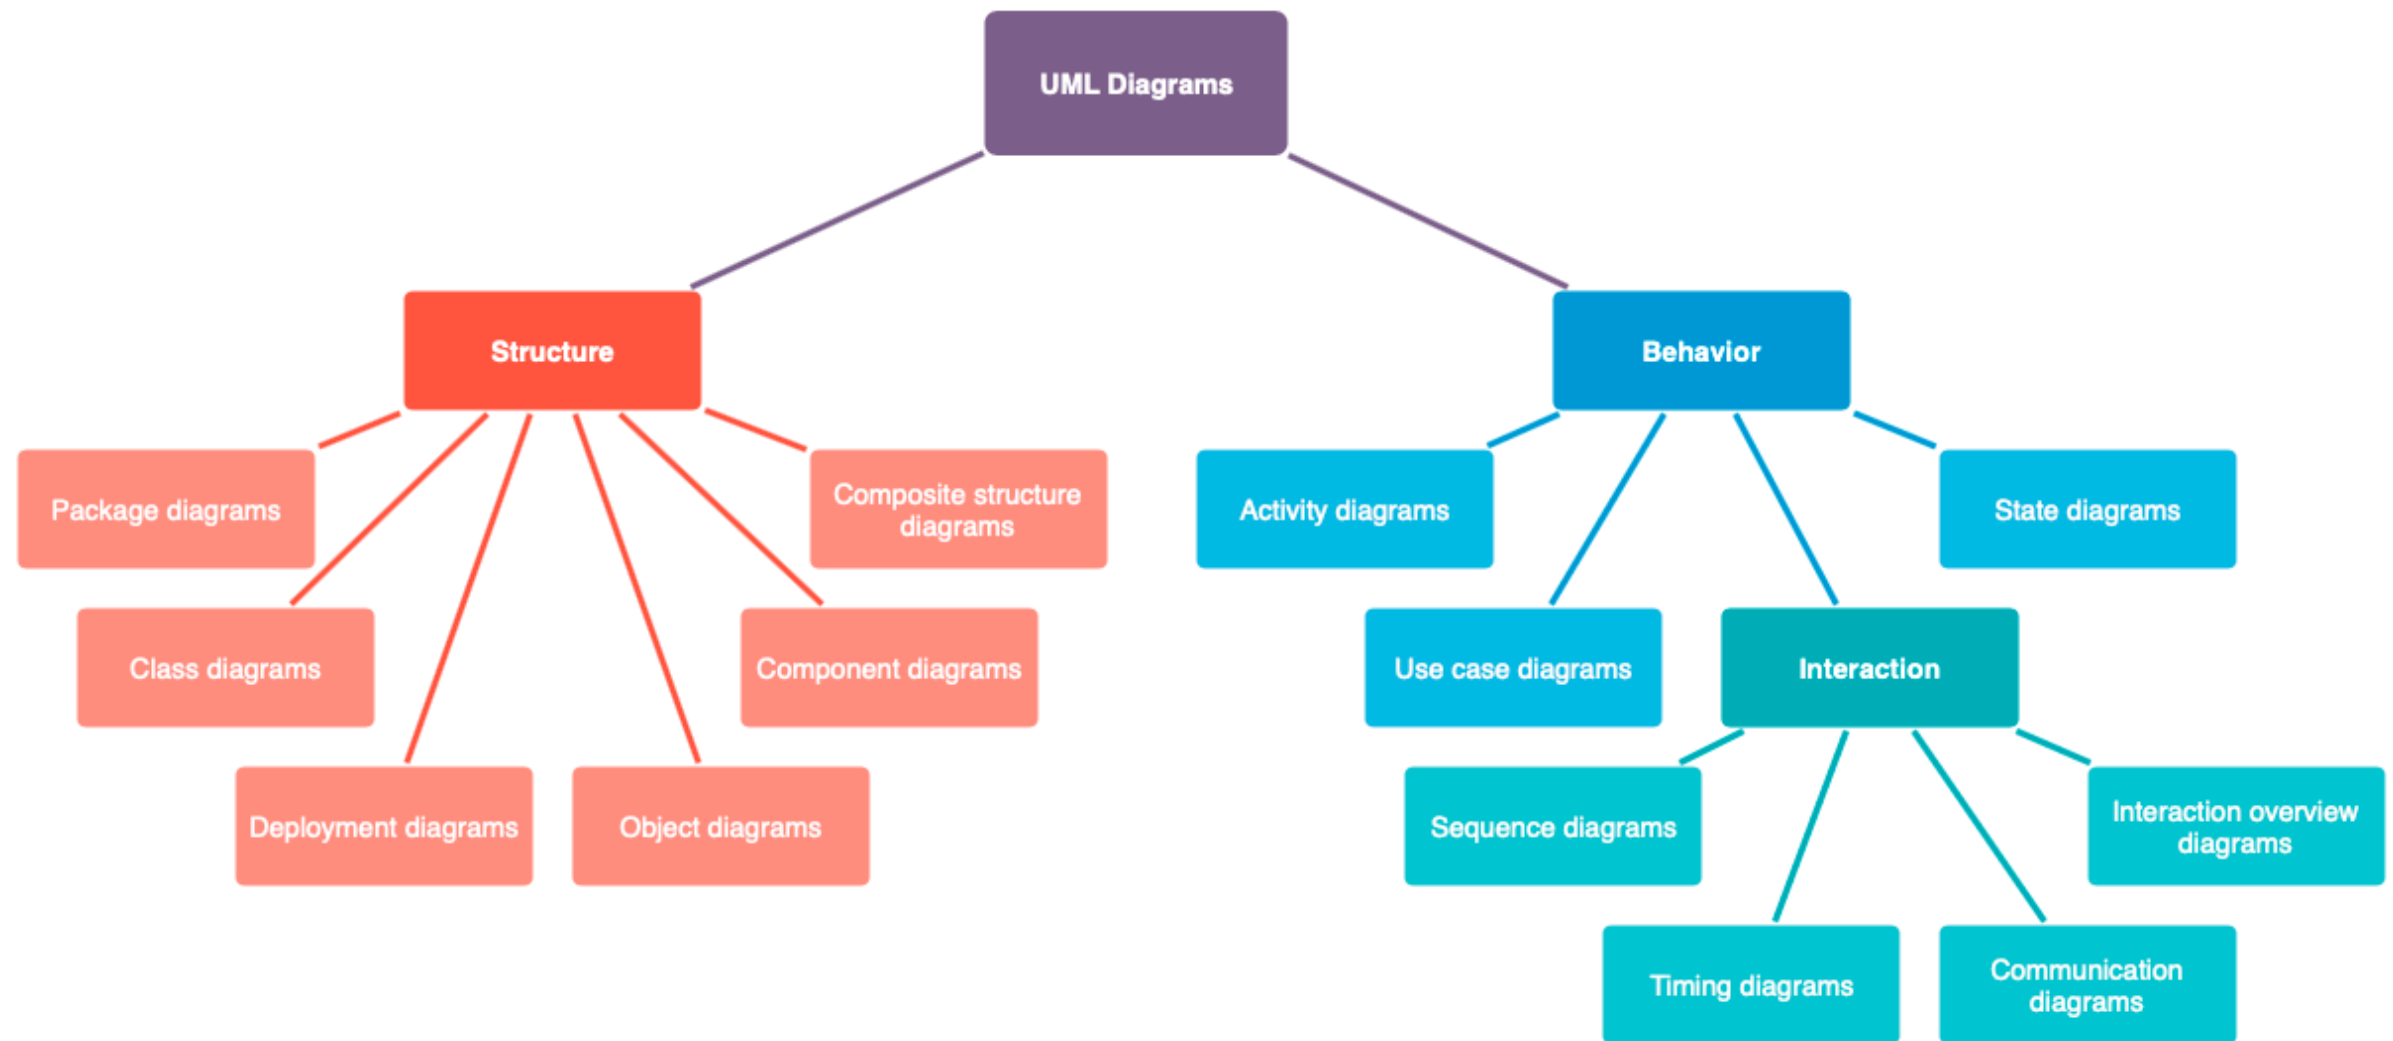 UML Diagrams
Structure
Behavior
Package diagrams
Composite structure
diagrams
Activity diagrams
State diagrams
Class diagrams
Component diagrams
Use case diagrams
Interaction
Deployment diagrams
Object diagrams
Sequence diagrams
Interaction overview
diagrams
Timing diagrams
Communication
diagrams